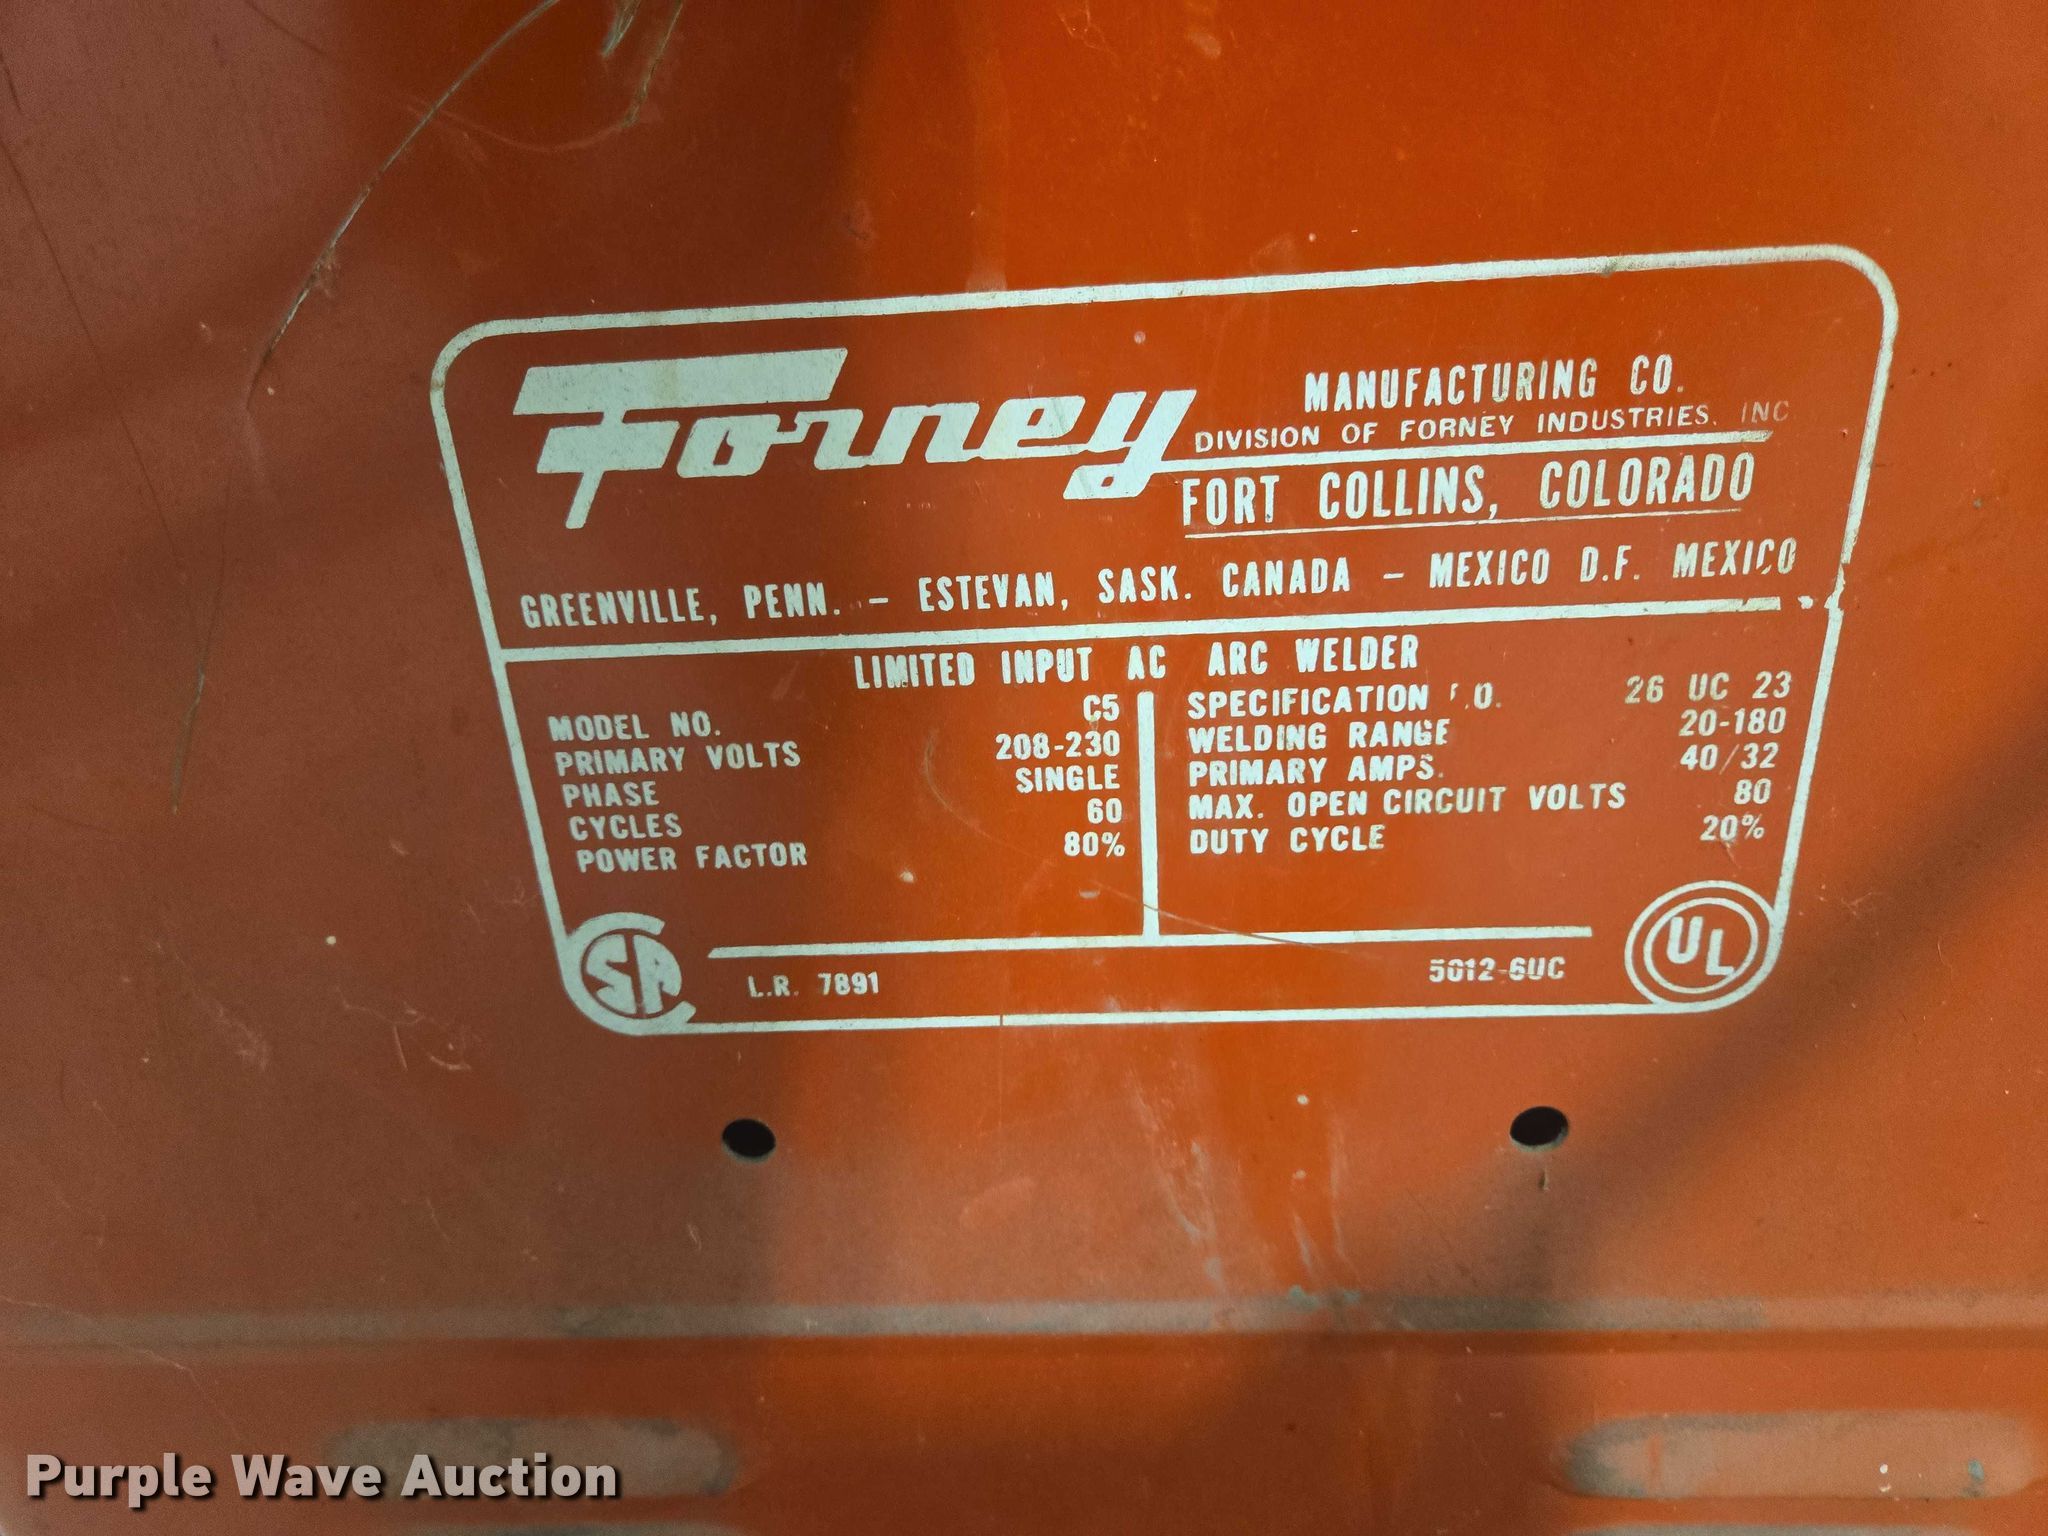 Forney
MANUFACTURING CO.
DIVISION OF FORNEY INDUSTRIES, INC.
FORT COLLINS, COLORADO
GREENVILLE, PENN. - ESTEVAN, SASK. CANADA - MEXICO D.F. MEXICO
LIMITED INPUT AC ARC WELDER
MODEL NO. C5
PRIMARY VOLTS 208-230
PHASE SINGLE
CYCLES 60
POWER FACTOR 80%
SPECIFICATION 26 UC 23
WELDING RANGE 20-180
PRIMARY AMPS. 40/32
MAX. OPEN CIRCUIT VOLTS 80
DUTY CYCLE 20%
SA
L.R. 7891
5012-6UC
UL
Purple Wave Auction